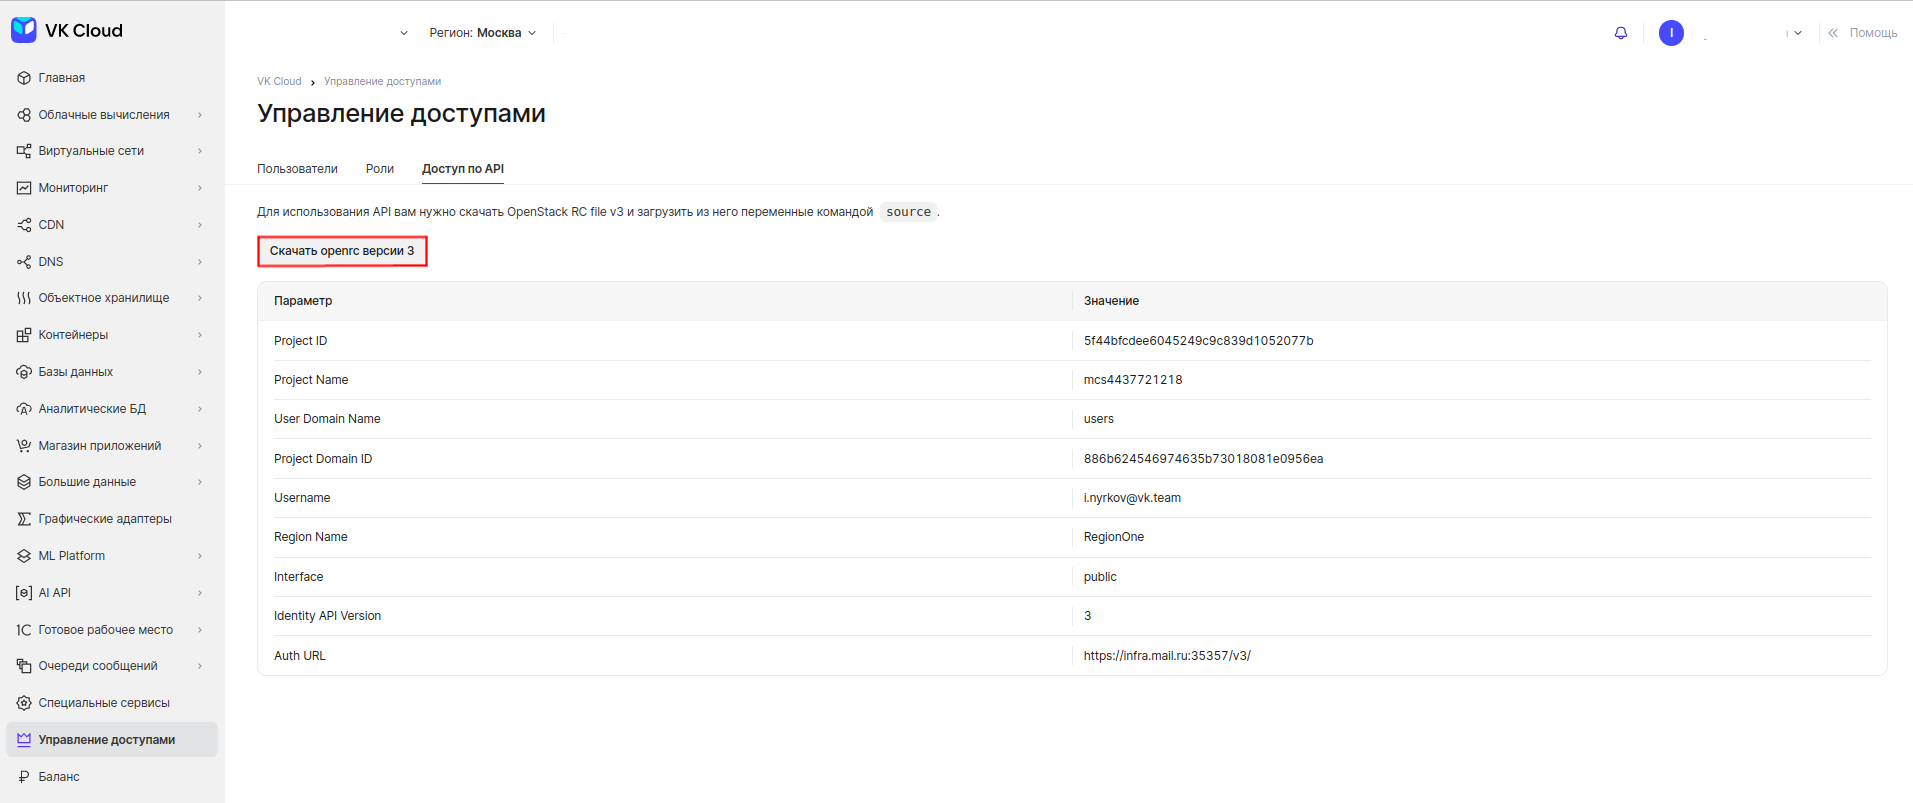 VK Cloud
Регион: Москва
I
Помощь
Главная
Облачные вычисления
Виртуальные сети
Мониторинг
CDN
DNS
Объектное хранилище
Контейнеры
Базы данных
Аналитические БД
Магазин приложений
Большие данные
Графические адаптеры
ML Platform
AI API
1С Готовое рабочее место
Очереди сообщений
Специальные сервисы
Управление доступами
Баланс
VK Cloud › Управление доступами
Управление доступами
Пользователи Роли Доступ по API
Для использования API вам нужно скачать OpenStack RC file v3 и загрузить из него переменные командой source.
Скачать openrc версии 3
Параметр Значение
Project ID 5f44bfcdee6045249c9c839d1052077b
Project Name mcs4437721218
User Domain Name users
Project Domain ID 886b624546974635b73018081e0956ea
Username i.nyrkov@vk.team
Region Name RegionOne
Interface public
Identity API Version 3
Auth URL https://infra.mail.ru:35357/v3/